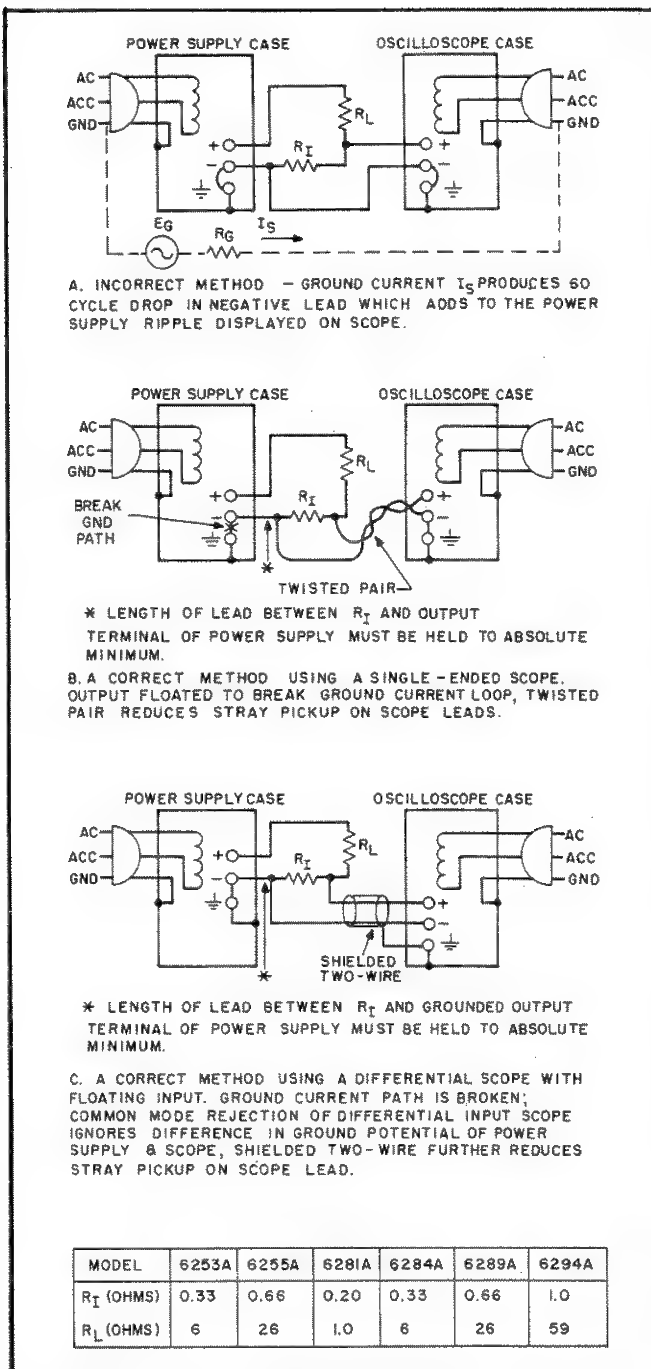 POWER SUPPLY CASE OSCILLOSCOPE CASE
AC AC
ACC ACC
GND GND
RL
+ RI +
- -
EG RG IS
A. INCORRECT METHOD - GROUND CURRENT IS PRODUCES 60
CYCLE DROP IN NEGATIVE LEAD WHICH ADDS TO THE POWER
SUPPLY RIPPLE DISPLAYED ON SCOPE.
POWER SUPPLY CASE OSCILLOSCOPE CASE
AC AC
ACC ACC
GND GND
RL
+ RI +
- -
BREAK
GND
PATH
*
TWISTED PAIR
* LENGTH OF LEAD BETWEEN RI AND OUTPUT
TERMINAL OF POWER SUPPLY MUST BE HELD TO ABSOLUTE
MINIMUM.
B. A CORRECT METHOD USING A SINGLE-ENDED SCOPE.
OUTPUT FLOATED TO BREAK GROUND CURRENT LOOP, TWISTED
PAIR REDUCES STRAY PICKUP ON SCOPE LEADS.
POWER SUPPLY CASE OSCILLOSCOPE CASE
AC AC
ACC ACC
GND GND
RL
+ RI +
- -
*
SHIELDED
TWO-WIRE
* LENGTH OF LEAD BETWEEN RI AND GROUNDED OUTPUT
TERMINAL OF POWER SUPPLY MUST BE HELD TO ABSOLUTE
MINIMUM.
C. A CORRECT METHOD USING A DIFFERENTIAL SCOPE WITH
FLOATING INPUT. GROUND CURRENT PATH IS BROKEN;
COMMON MODE REJECTION OF DIFFERENTIAL INPUT SCOPE
IGNORES DIFFERENCE IN GROUND POTENTIAL OF POWER
SUPPLY & SCOPE, SHIELDED TWO-WIRE FURTHER REDUCES
STRAY PICKUP ON SCOPE LEAD.
MODEL 6253A 6255A 6281A 6284A 6289A 6294A
RI (OHMS) 0.33 0.66 0.20 0.33 0.66 1.0
RL (OHMS) 6 26 1.0 6 26 59